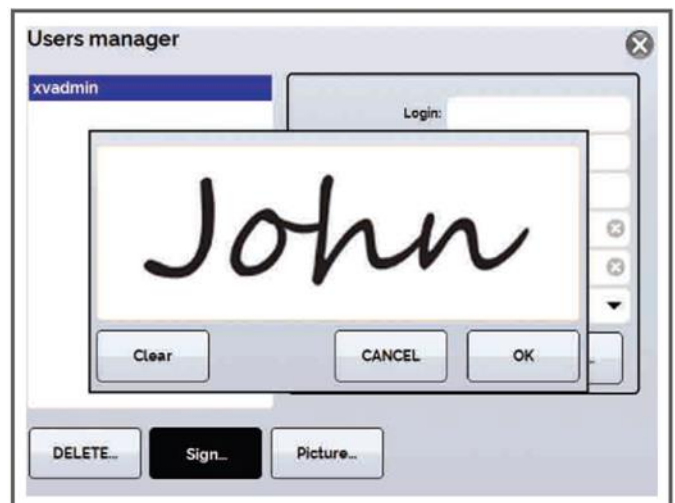 Users manager
xvadmin
Login:
John
Clear CANCEL OK
DELETE... Sign... Picture...